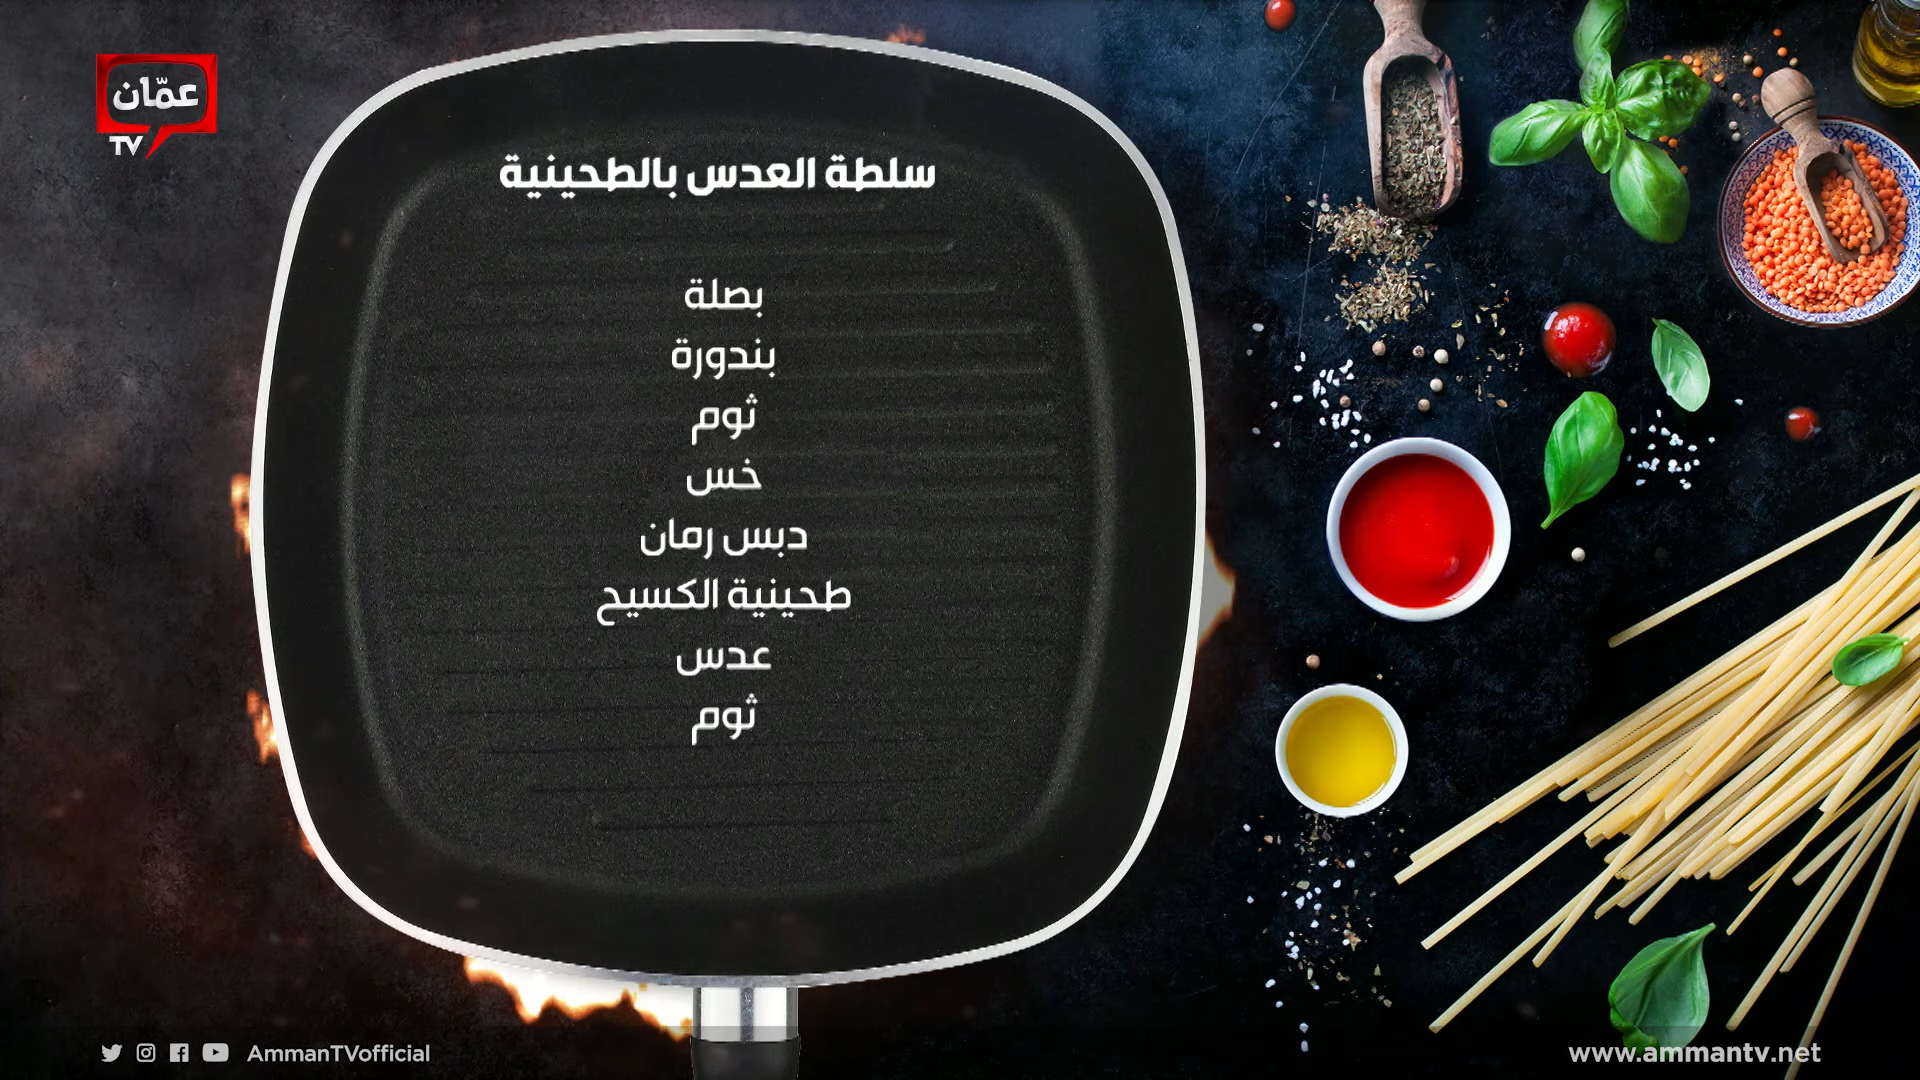 عمّان
TV
سلطة العدس بالطحينية
بصلة
بندورة
ثوم
خس
دبس رمان
طحينية الكسيح
عدس
ثوم
AmmanTVofficial
www.ammantv.net